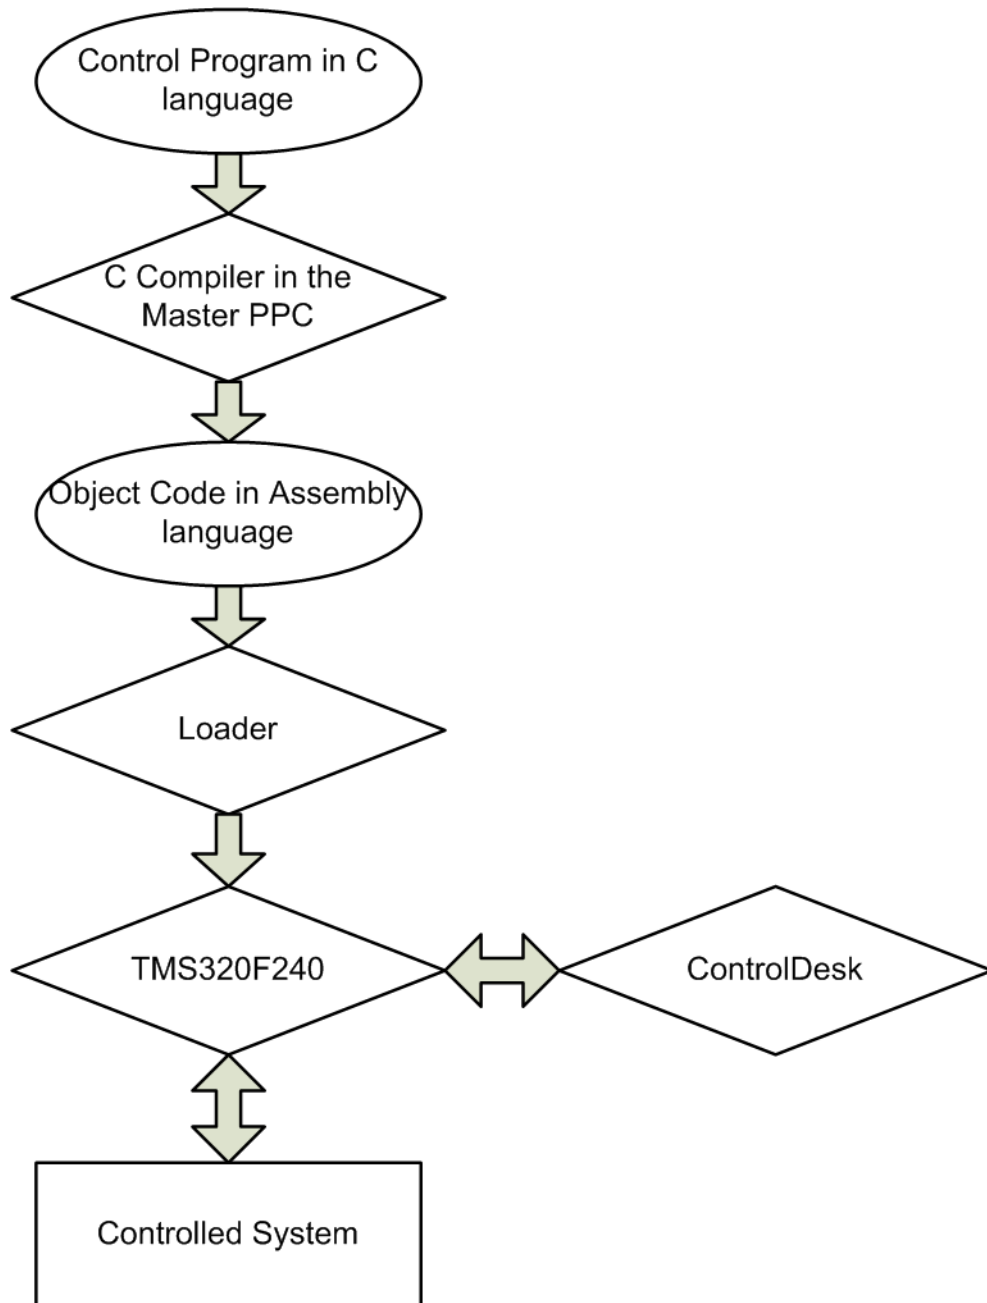 Control Program in C
language
C Compiler in the
Master PPC
Object Code in Assembly
language
Loader
TMS320F240
ControlDesk
Controlled System